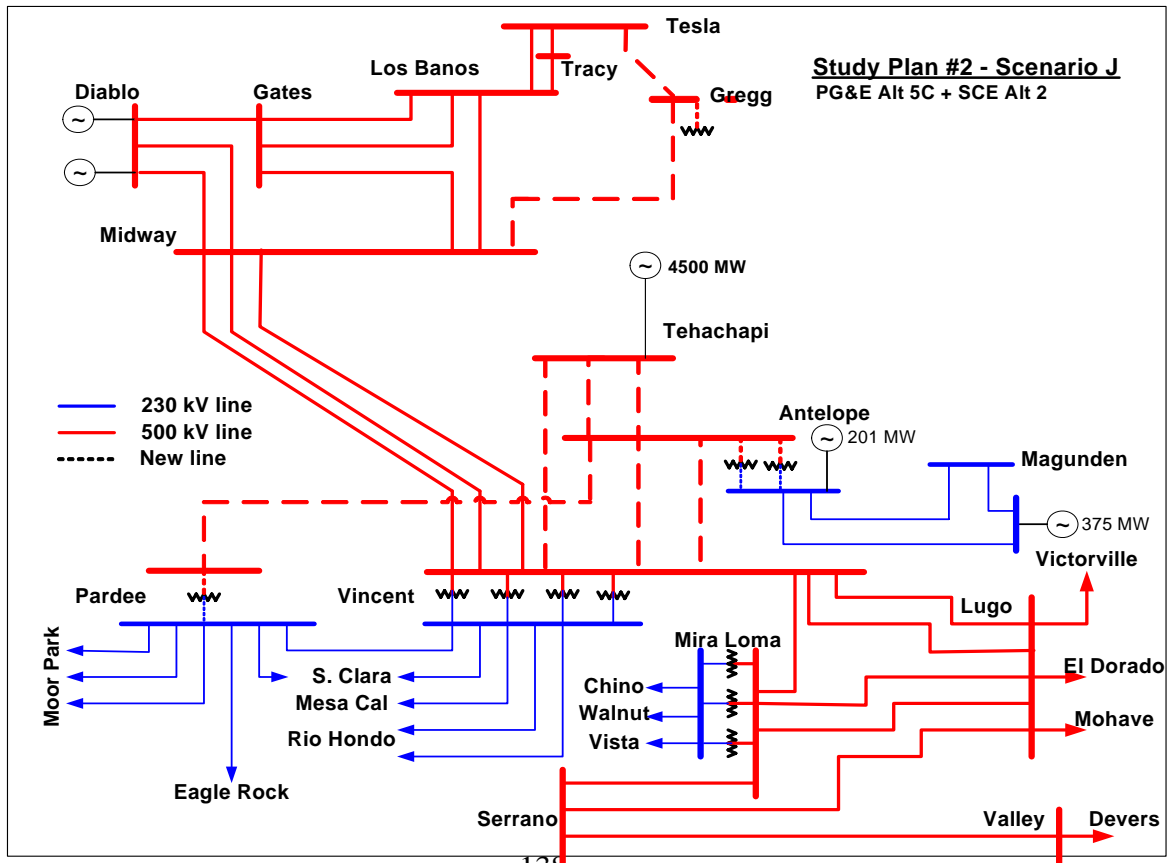 Tesla
Los Banos
Tracy
Study Plan #2 - Scenario J
PG&E Alt 5C + SCE Alt 2
Diablo
Gates
Gregg
~
~
Midway
~ 4500 MW
Tehachapi
230 kV line
500 kV line
New line
Antelope
~ 201 MW
Magunden
~ 375 MW
Victorville
Pardee
Vincent
Lugo
Mira Loma
Moor Park
S. Clara
Mesa Cal
Rio Hondo
Eagle Rock
Chino
Walnut
Vista
El Dorado
Mohave
Serrano
Valley
Devers